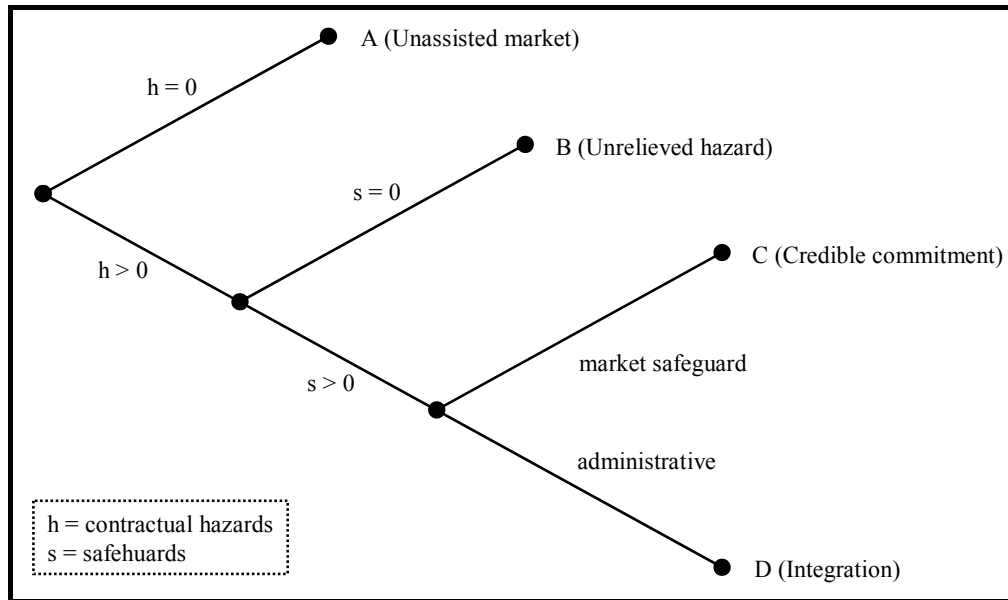 A (Unassisted market)
h = 0
B (Unrelieved hazard)
s = 0
C (Credible commitment)
h > 0
market safeguard
s > 0
administrative
h = contractual hazards
s = safehuards
D (Integration)